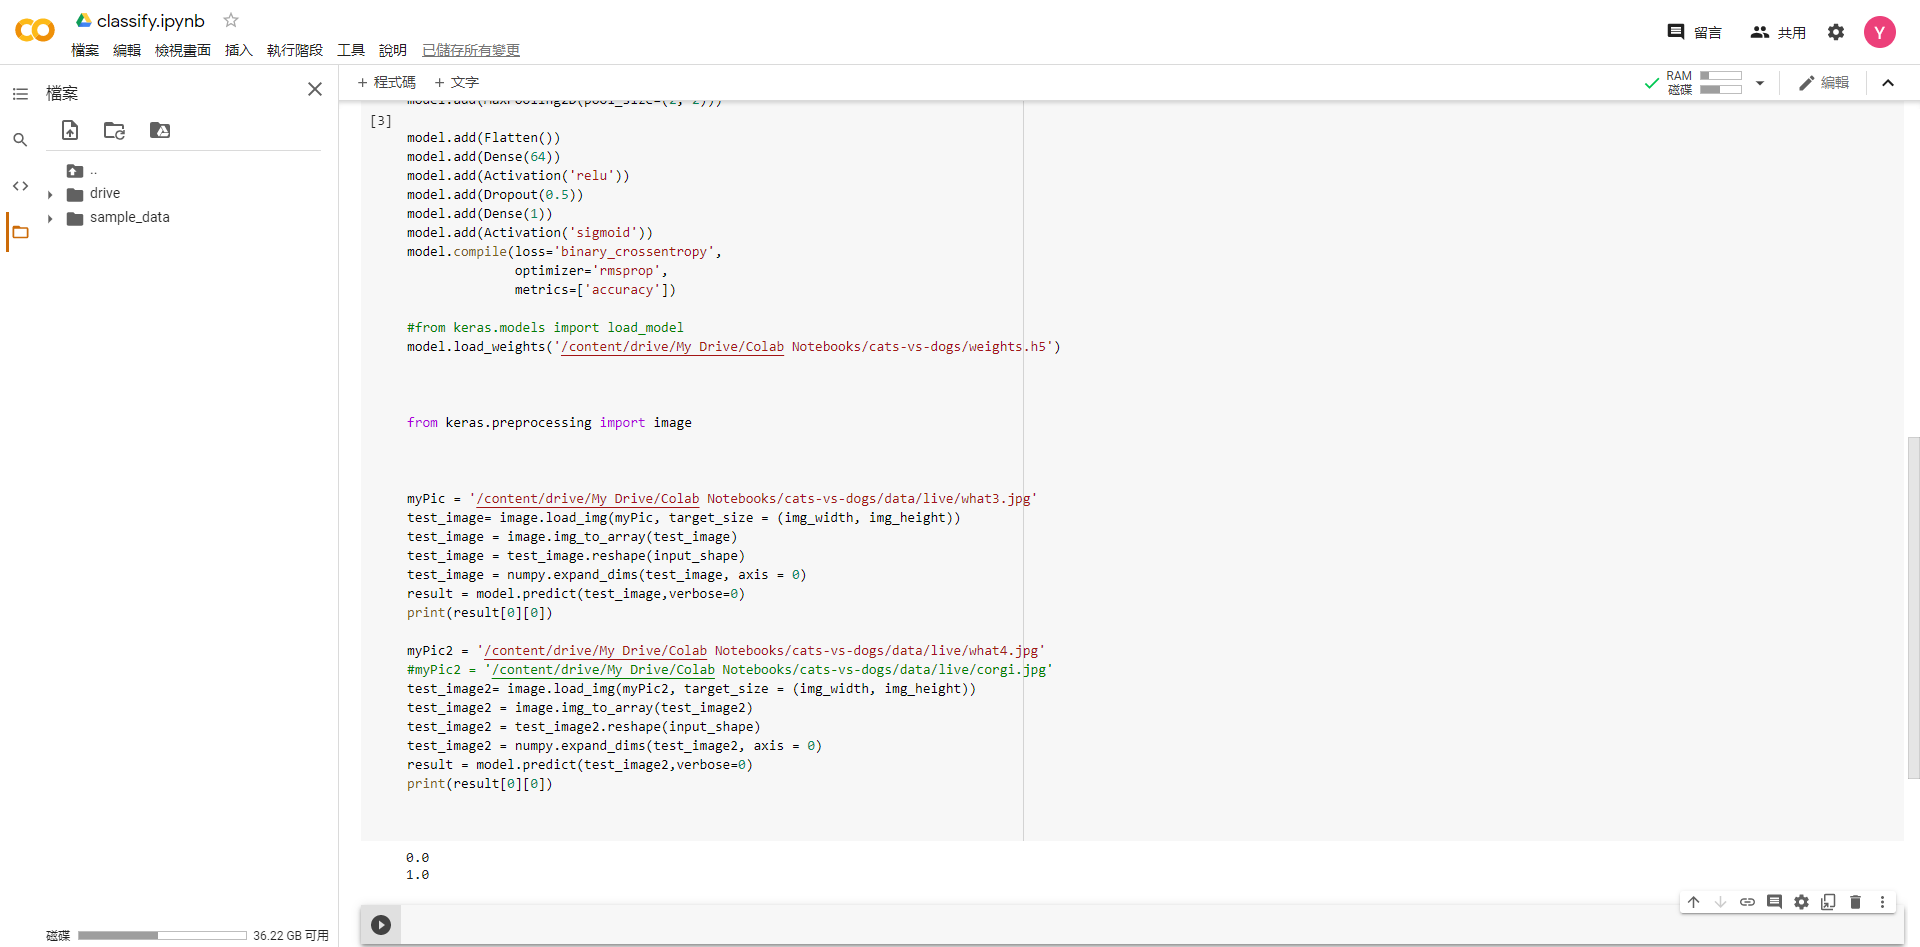 classify.ipynb
檔案 編輯 檢視畫面 插入 執行階段 工具 說明 已儲存所有變更
留言 共用 Y
檔案
+ 程式碼 + 文字
RAM
磁碟
編輯
..
drive
sample_data
model.add(MaxPooling2D(pool_size=(2, 2)))
[3]
model.add(Flatten())
model.add(Dense(64))
model.add(Activation('relu'))
model.add(Dropout(0.5))
model.add(Dense(1))
model.add(Activation('sigmoid'))
model.compile(loss='binary_crossentropy',
optimizer='rmsprop',
metrics=['accuracy'])
#from keras.models import load_model
model.load_weights('/content/drive/My Drive/Colab Notebooks/cats-vs-dogs/weights.h5')
from keras.preprocessing import image
myPic = '/content/drive/My Drive/Colab Notebooks/cats-vs-dogs/data/live/what3.jpg'
test_image= image.load_img(myPic, target_size = (img_width, img_height))
test_image = image.img_to_array(test_image)
test_image = test_image.reshape(input_shape)
test_image = numpy.expand_dims(test_image, axis = 0)
result = model.predict(test_image,verbose=0)
print(result[0][0])
myPic2 = '/content/drive/My Drive/Colab Notebooks/cats-vs-dogs/data/live/what4.jpg'
#myPic2 = '/content/drive/My Drive/Colab Notebooks/cats-vs-dogs/data/live/corgi.jpg'
test_image2= image.load_img(myPic2, target_size = (img_width, img_height))
test_image2 = image.img_to_array(test_image2)
test_image2 = test_image2.reshape(input_shape)
test_image2 = numpy.expand_dims(test_image2, axis = 0)
result = model.predict(test_image2,verbose=0)
print(result[0][0])
0.0
1.0
磁碟 36.22 GB 可用